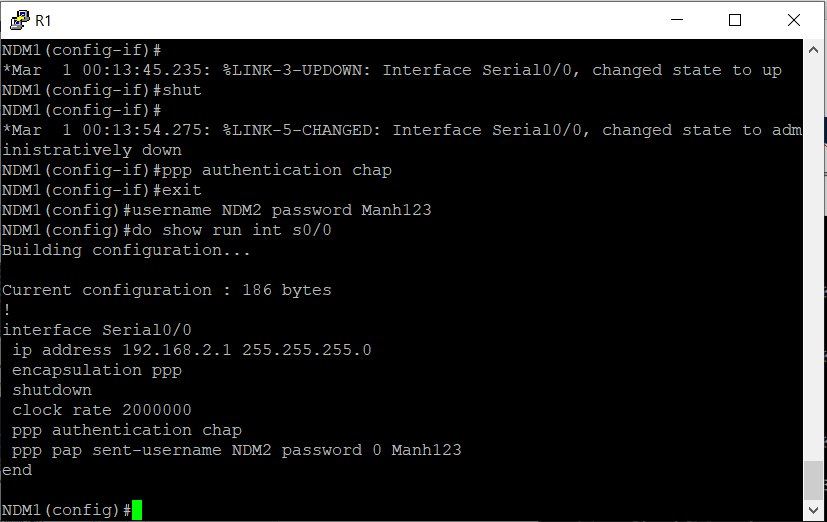 R1
NDM1(config-if)#
*Mar  1 00:13:45.235: %LINK-3-UPDOWN: Interface Serial0/0, changed state to up
NDM1(config-if)#shut
NDM1(config-if)#
*Mar  1 00:13:54.275: %LINK-5-CHANGED: Interface Serial0/0, changed state to adm
inistratively down
NDM1(config-if)#ppp authentication chap
NDM1(config-if)#exit
NDM1(config)#username NDM2 password Manh123
NDM1(config)#do show run int s0/0
Building configuration...

Current configuration : 186 bytes
!
interface Serial0/0
 ip address 192.168.2.1 255.255.255.0
 encapsulation ppp
 shutdown
 clock rate 2000000
 ppp authentication chap
 ppp pap sent-username NDM2 password 0 Manh123
end

NDM1(config)#